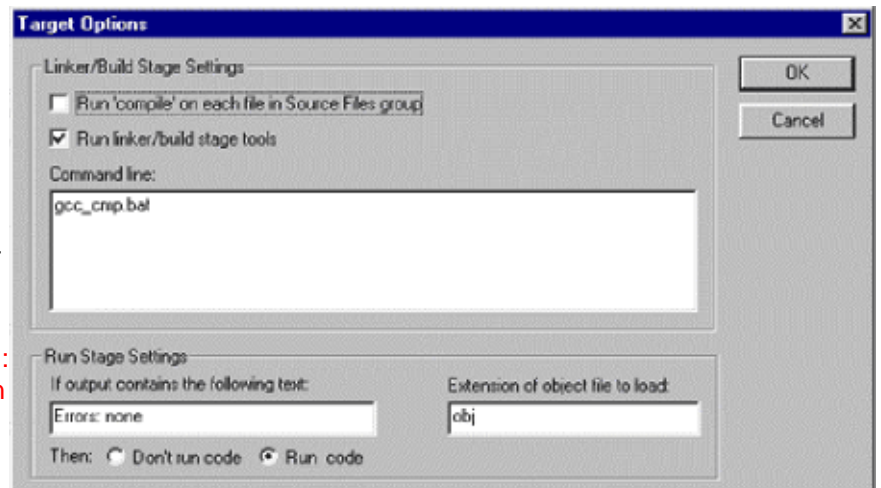 Target Options
Linker/Build Stage Settings
Run 'compile' on each file in Source Files group
Run linker/build stage tools
Command line:
gcc_cmp.bat
Run Stage Settings
If output contains the following text:
Errors: none
Extension of object file to load:
obj
Then: Don't run code Run code
OK
Cancel